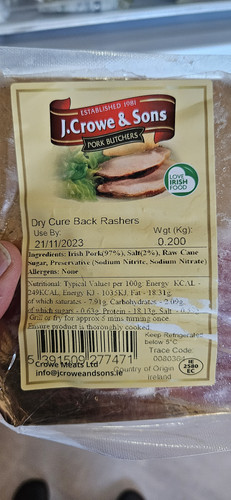 ESTABLISHED 1981
J.Crowe & Sons
PORK BUTCHERS
LOVE
IRISH
FOOD
Dry Cure Back Rashers
Use By: Wgt (Kg):
21/11/2023 0.200
Ingredients: Irish Pork(97%), Salt(2%), Raw Cane
Sugar, Preservative (Sodium Nitrite, Sodium Nitrate)
Allergens: None
Nutritional: Typical Values per 100g: Energy KCAL -
249KCAL, Energy KJ - 1035KJ, Fat - 18.31g
of which saturates - 7.91g, Carbohydrates - 2.09g,
of which sugars - 0.63g, Protein - 18.13g, Salt -
Grill or fry for approx 8 mins turning once.
Ensure product is thoroughly cooked.
Keep Refrigerated
below 5°C
Trace Code:
5 391509 277471
Crowe Meats Ltd
info@jcroweandsons.ie
Country of Origin
Ireland
IE
2580
EC